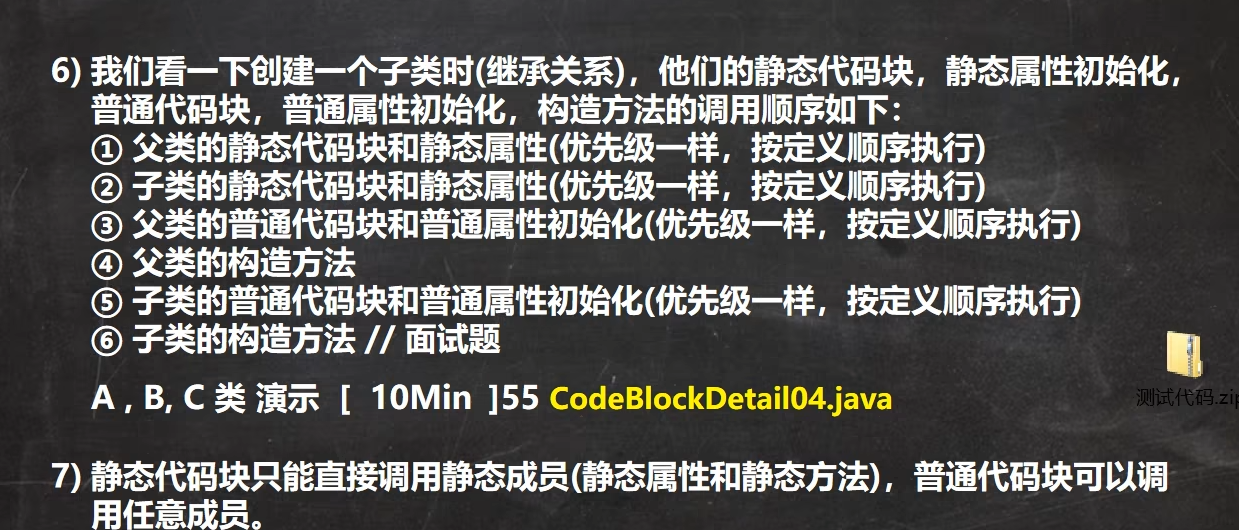 6) 我们看一下创建一个子类时(继承关系)，他们的静态代码块，静态属性初始化，
普通代码块，普通属性初始化，构造方法的调用顺序如下：
① 父类的静态代码块和静态属性(优先级一样，按定义顺序执行)
② 子类的静态代码块和静态属性(优先级一样，按定义顺序执行)
③ 父类的普通代码块和普通属性初始化(优先级一样，按定义顺序执行)
④ 父类的构造方法
⑤ 子类的普通代码块和普通属性初始化(优先级一样，按定义顺序执行)
⑥ 子类的构造方法 // 面试题
A , B, C 类 演示 [ 10Min ]55 CodeBlockDetail04.java
测试代码.zip
7) 静态代码块只能直接调用静态成员(静态属性和静态方法)，普通代码块可以调
用任意成员。